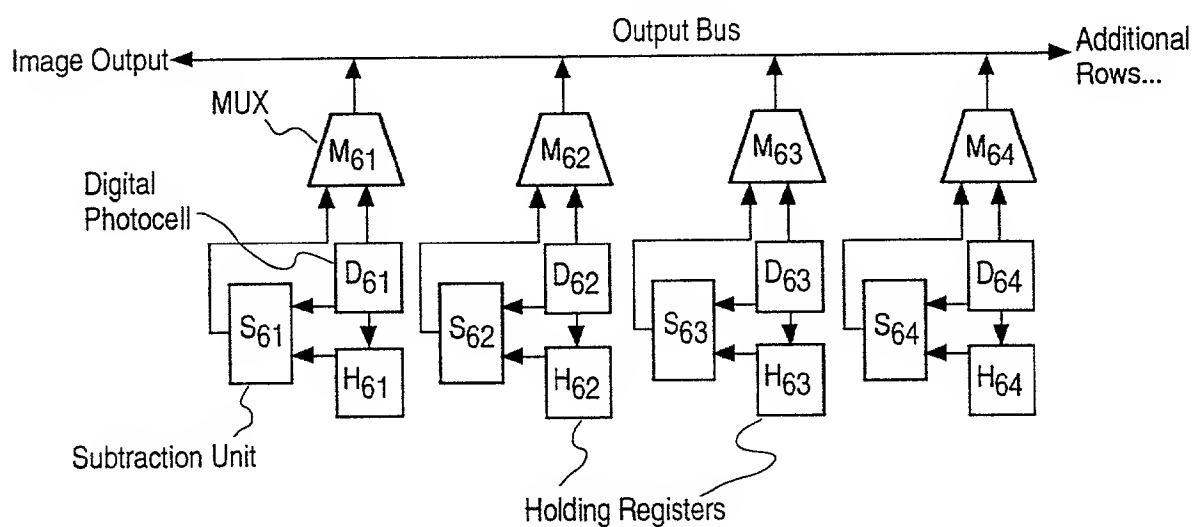 Output Bus
Image Output
Additional
Rows...
MUX
M61
M62
M63
M64
Digital
Photocell
D61
D62
D63
D64
S61
S62
S63
S64
H61
H62
H63
H64
Subtraction Unit
Holding Registers